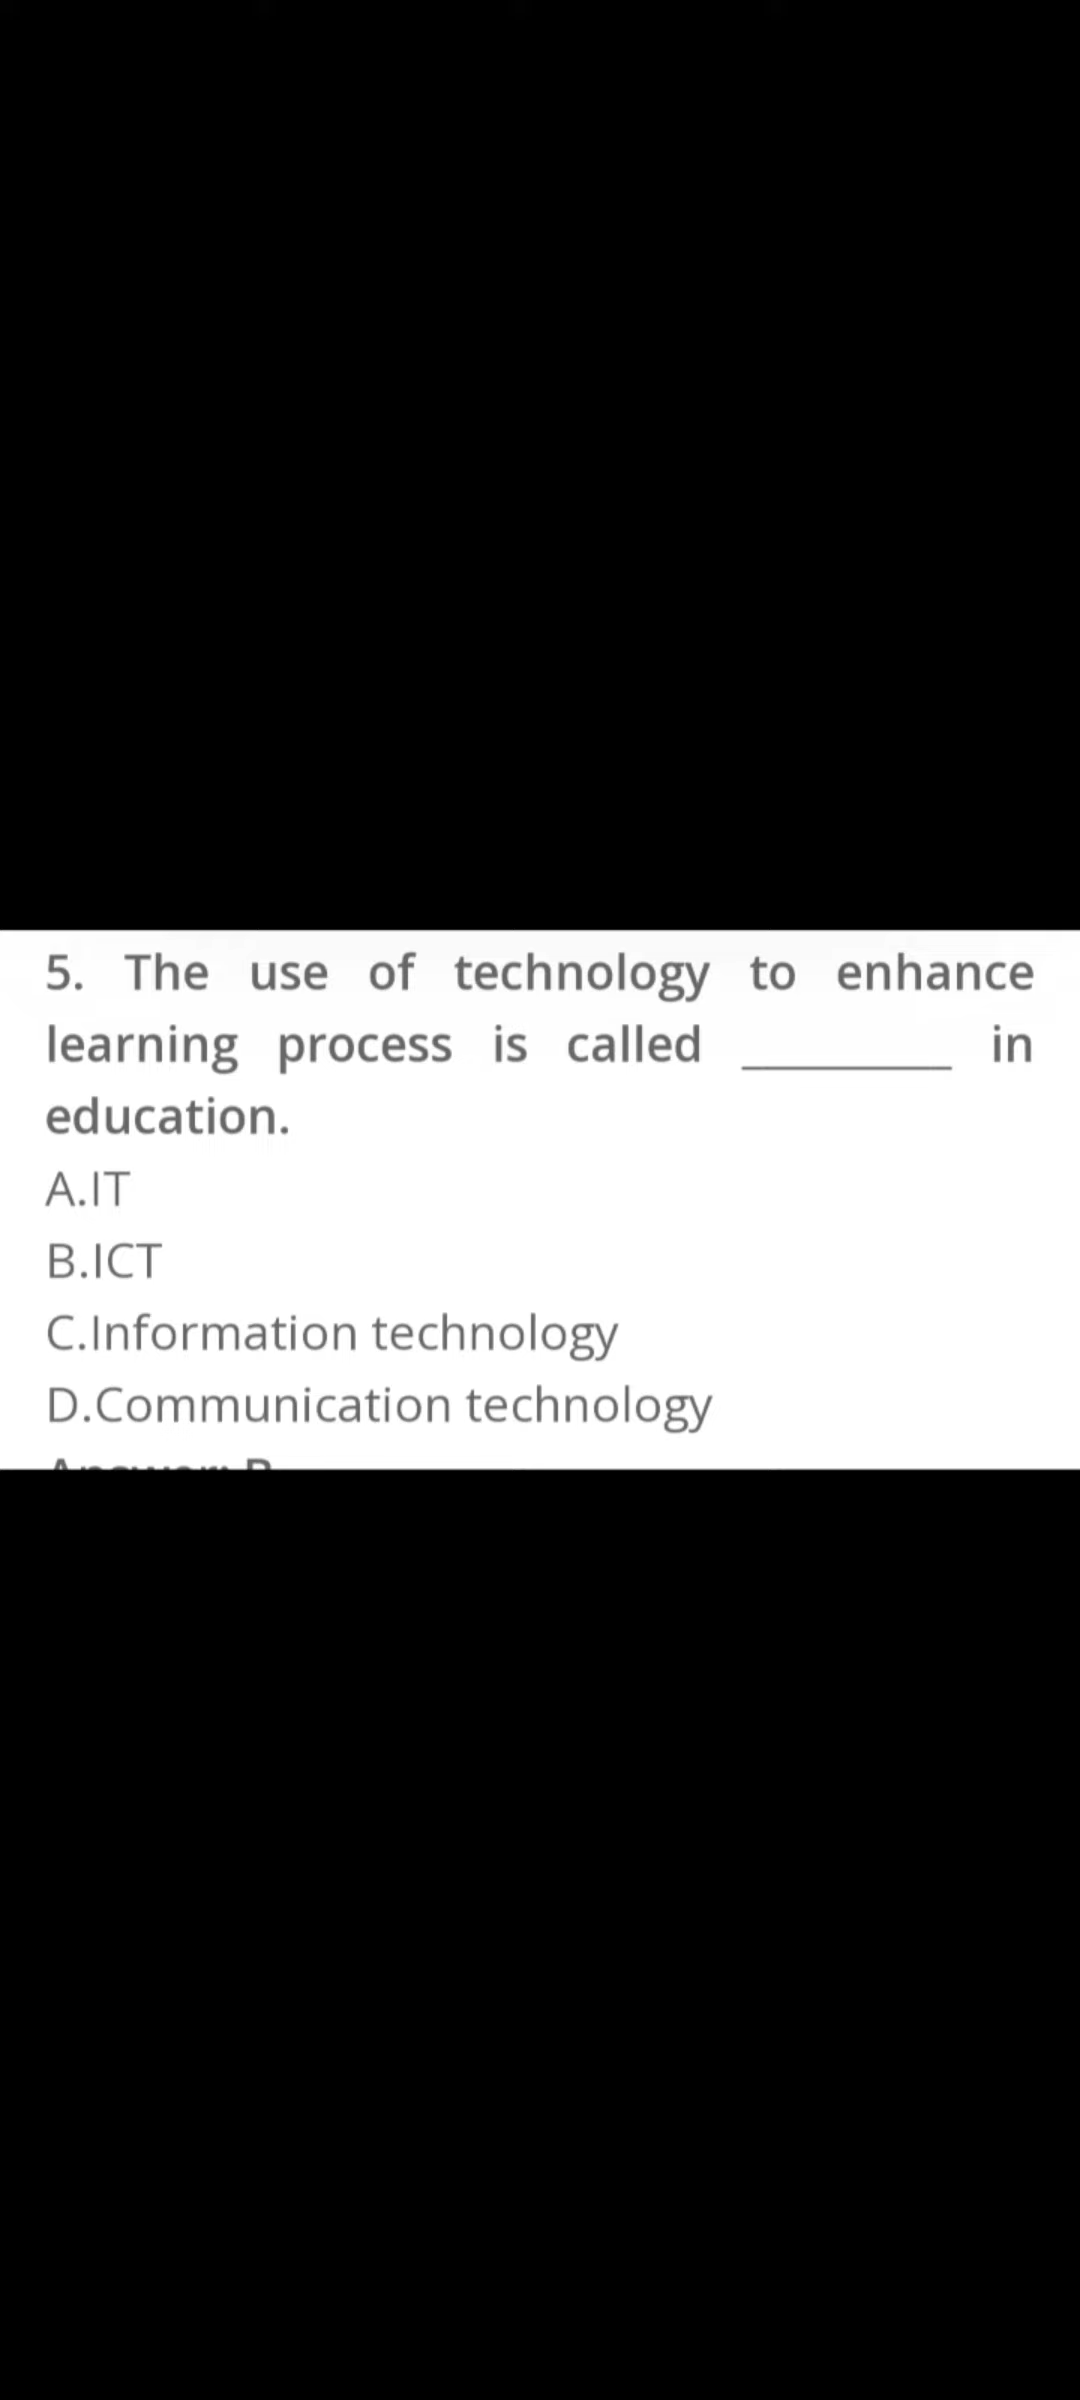 5. The use of technology to enhance
learning process is called _________ in
education.
A.IT
B.ICT
C.Information technology
D.Communication technology